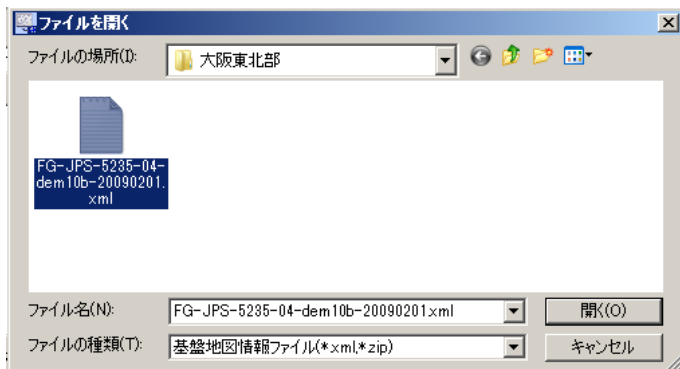 ファイルを開く
ファイルの場所(I):
大阪東北部
FG-JPS-5235-04-
dem10b-20090201.
xml
ファイル名(N):
FG-JPS-5235-04-dem10b-20090201.xml
開く(O)
ファイルの種類(T):
基盤地図情報ファイル(*.xml,*.zip)
キャンセル